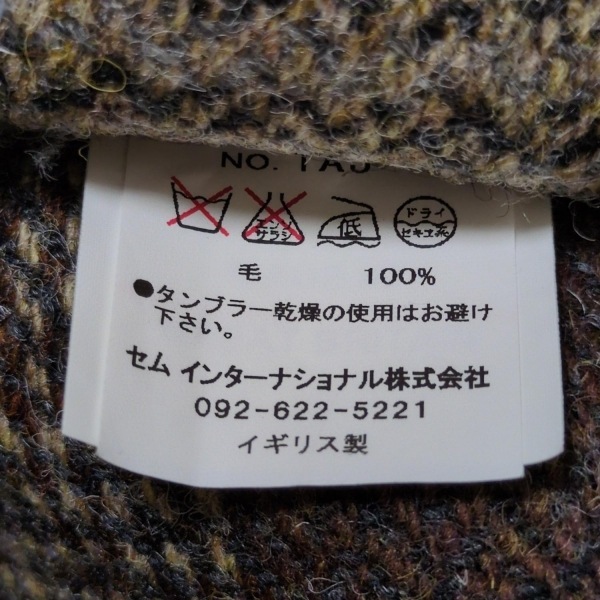 NO. TAJ
エンソ サラシ
低
ドライ
セキユ系
毛 100%
●タンブラー乾燥の使用はお避け
下さい。
セム インターナショナル株式会社
092-622-5221
イギリス製